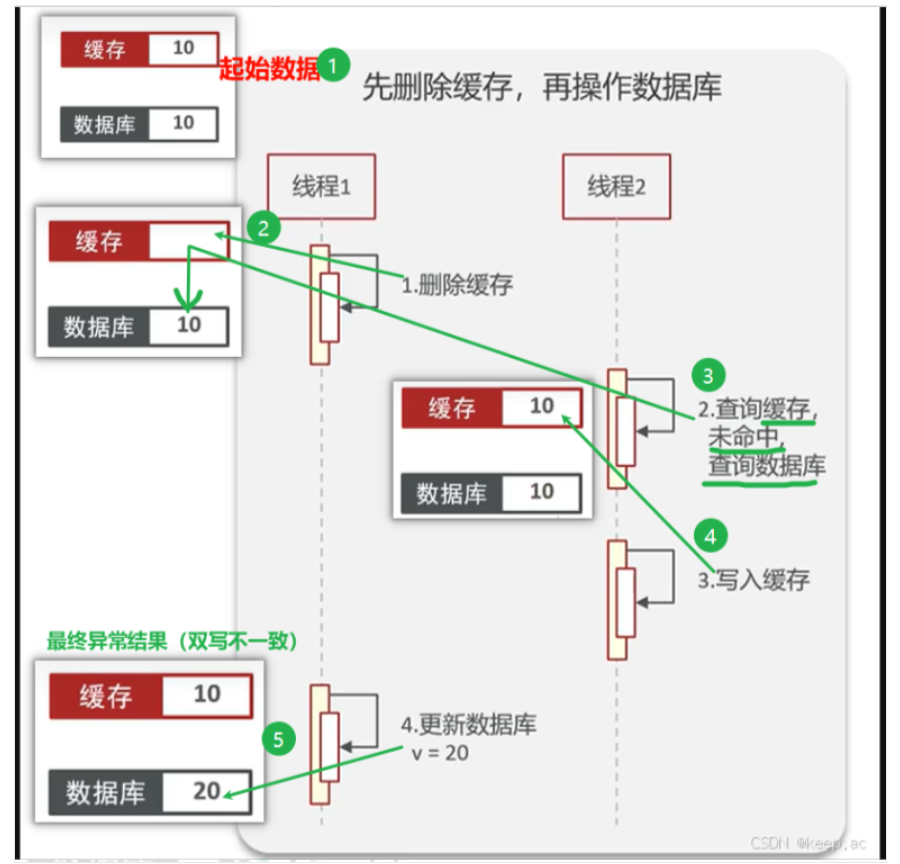 缓存 10
起始数据 1
数据库 10
先删除缓存，再操作数据库
线程1
线程2
2
缓存
数据库 10
1.删除缓存
3
2.查询缓存，
未命中，
查询数据库
缓存 10
数据库 10
4
3.写入缓存
最终异常结果（双写不一致）
缓存 10
数据库 20
5
4.更新数据库
v = 20
CSDN @keep_ac